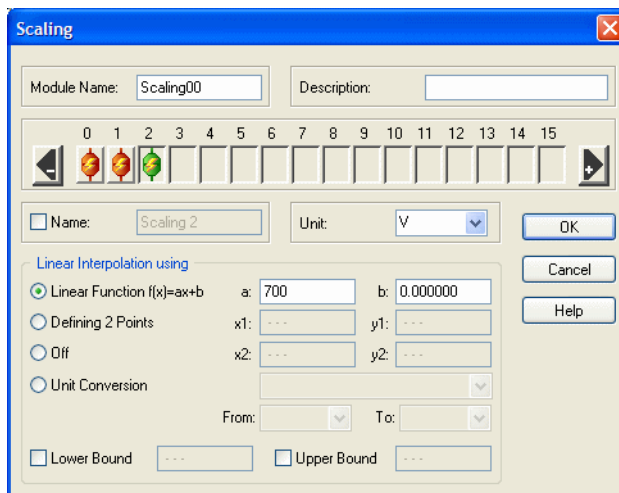 Scaling
Module Name: Scaling00 Description:
0 1 2 3 4 5 6 7 8 9 10 11 12 13 14 15
- +
Name: Scaling 2 Unit: V OK
Linear Interpolation using Cancel
Linear Function f(x)=ax+b a: 700 b: 0.000000 Help
Defining 2 Points x1: --- y1: ---
Off x2: --- y2: ---
Unit Conversion
From: To:
Lower Bound --- Upper Bound ---